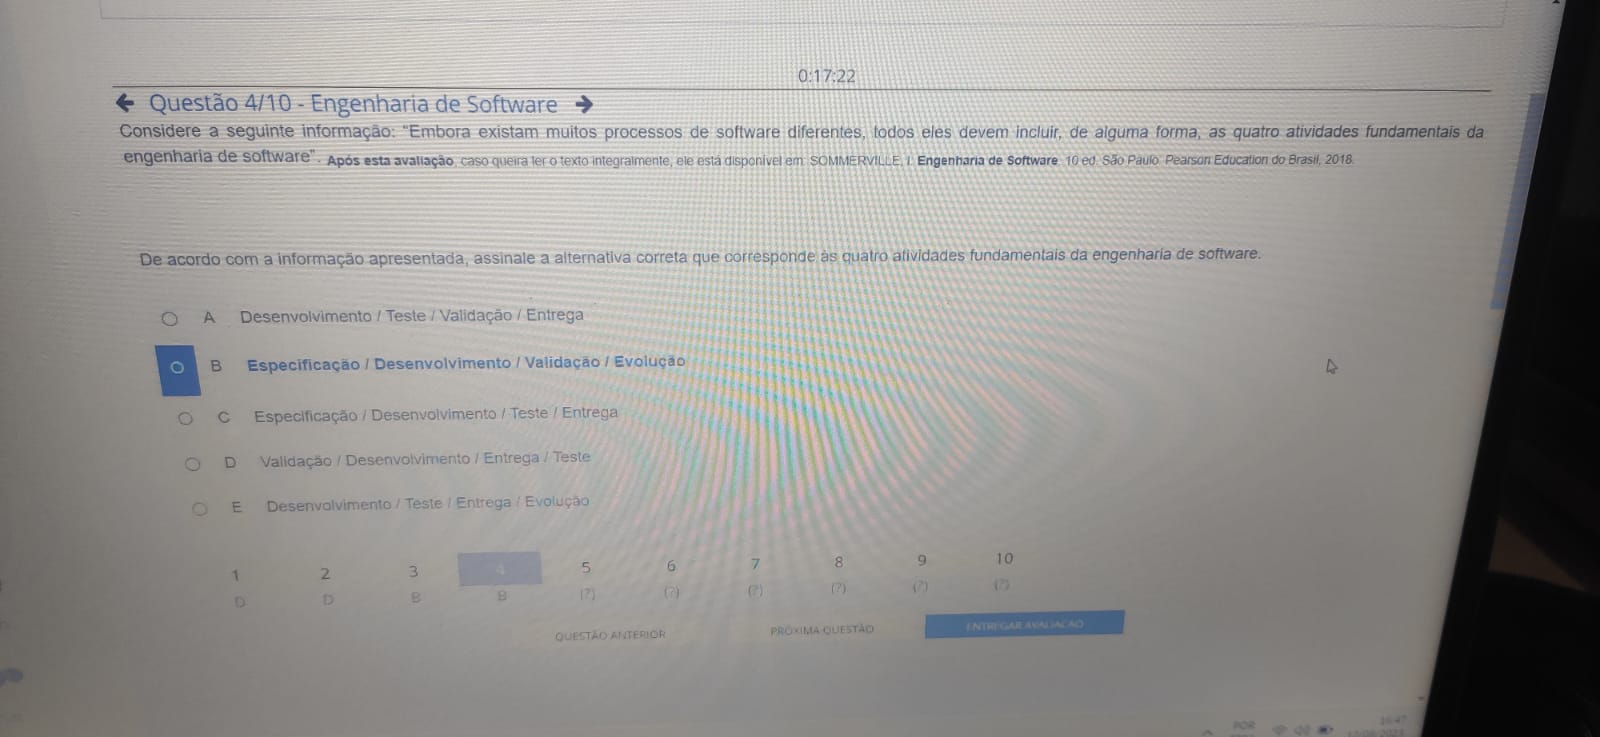 0:17:22
← Questão 4/10 - Engenharia de Software →
Considere a seguinte informação: "Embora existam muitos processos de software diferentes, todos eles devem incluir, de alguma forma, as quatro atividades fundamentais da
engenharia de software". Após esta avaliação, caso queira ler o texto integralmente, ele está disponível em: SOMMERVILLE, I. Engenharia de Software. 10 ed. São Paulo: Pearson Education do Brasil, 2018.
De acordo com a informação apresentada, assinale a alternativa correta que corresponde às quatro atividades fundamentais da engenharia de software.
A Desenvolvimento / Teste / Validação / Entrega
B Especificação / Desenvolvimento / Validação / Evolução
C Especificação / Desenvolvimento / Teste / Entrega
D Validação / Desenvolvimento / Entrega / Teste
E Desenvolvimento / Teste / Entrega / Evolução
1 2 3 4 5 6 7 8 9 10
D D B B (?) (?) (?) (?) (?) (?)
QUESTÃO ANTERIOR PRÓXIMA QUESTÃO ENTREGAR AVALIAÇÃO
POR 16:47